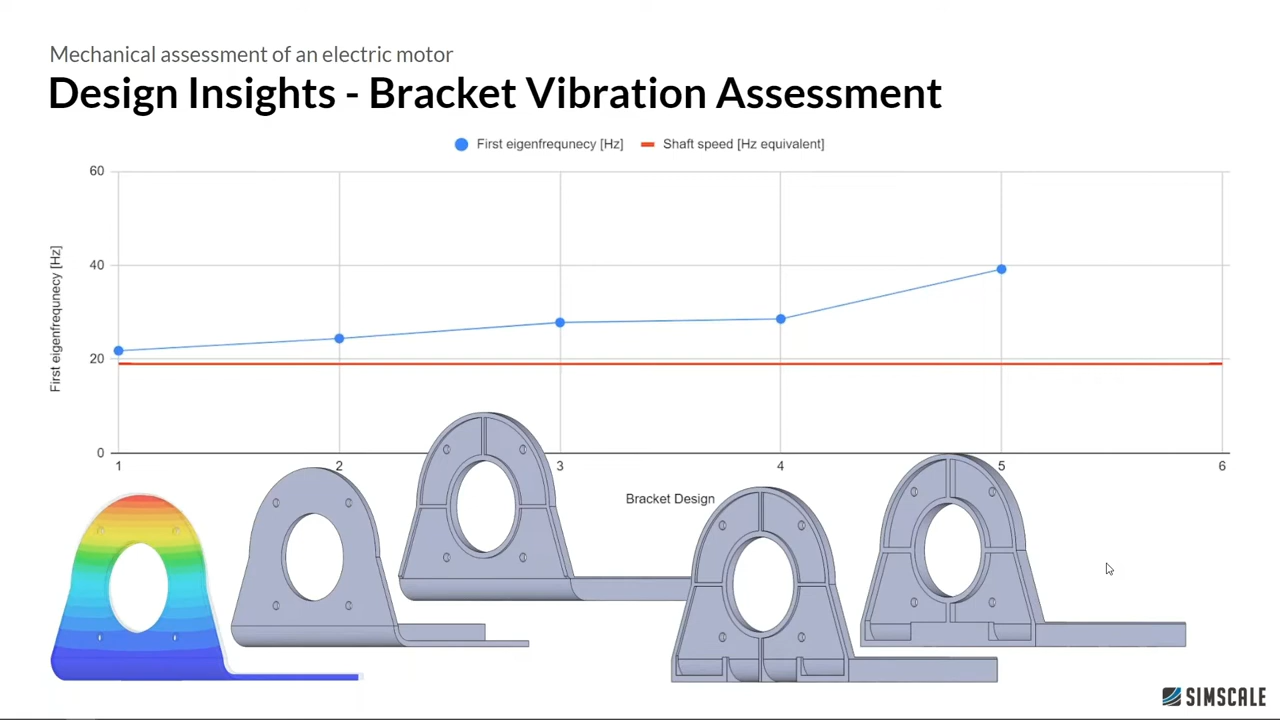 Mechanical assessment of an electric motor
Design Insights - Bracket Vibration Assessment
First eigenfrequnecy [Hz] Shaft speed [Hz equivalent]
60
40
20
0
First eigenfrequnecy [Hz]
1 2 3 4 5 6
Bracket Design
SIMSCALE